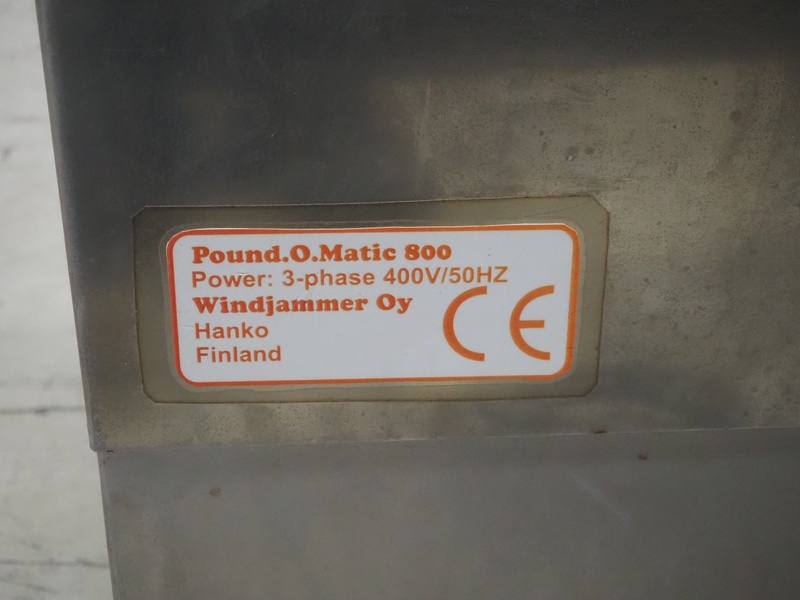 Pound.O.Matic 800
Power: 3-phase 400V/50HZ
Windjammer Oy
Hanko
Finland
CE